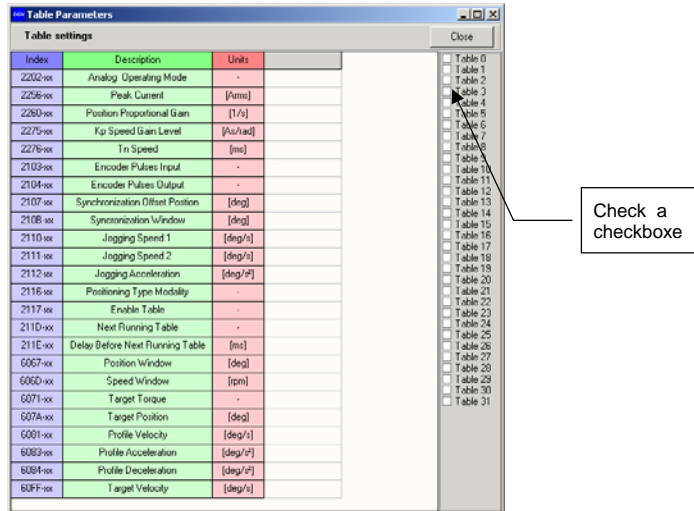 Table Parameters
Table settings
Close
Index Description Units
2202-xx Analog Operating Mode -
2256-xx Peak Current [Arms]
2260-xx Position Proportional Gain [1/s]
2275-xx Kp Speed Gain Level [As/rad]
2276-xx Tn Speed [ms]
2103-xx Encoder Pulses Input -
2104-xx Encoder Pulses Output -
2107-xx Synchronization Offset Postion [deg]
2108-xx Syncronization Window [deg]
2110-xx Jogging Speed 1 [deg/s]
2111-xx Jogging Speed 2 [deg/s]
2112-xx Jogging Acceleration [deg/s²]
2116-xx Positioning Type Modality -
2117-xx Enable Table -
211D-xx Next Running Table -
211E-xx Delay Before Next Running Table [ms]
6067-xx Position Window [deg]
606D-xx Speed Window [rpm]
6071-xx Target Torque -
607A-xx Target Position [deg]
6081-xx Profile Velocity [deg/s]
6083-xx Profile Acceleration [deg/s²]
6084-xx Profile Deceleration [deg/s²]
60FF-xx Target Velocity [deg/s]
Table 0
Table 1
Table 2
Table 3
Table 4
Table 5
Table 6
Table 7
Table 8
Table 9
Table 10
Table 11
Table 12
Table 13
Table 14
Table 15
Table 16
Table 17
Table 18
Table 19
Table 20
Table 21
Table 22
Table 23
Table 24
Table 25
Table 26
Table 27
Table 28
Table 29
Table 30
Table 31
Check a
checkboxe